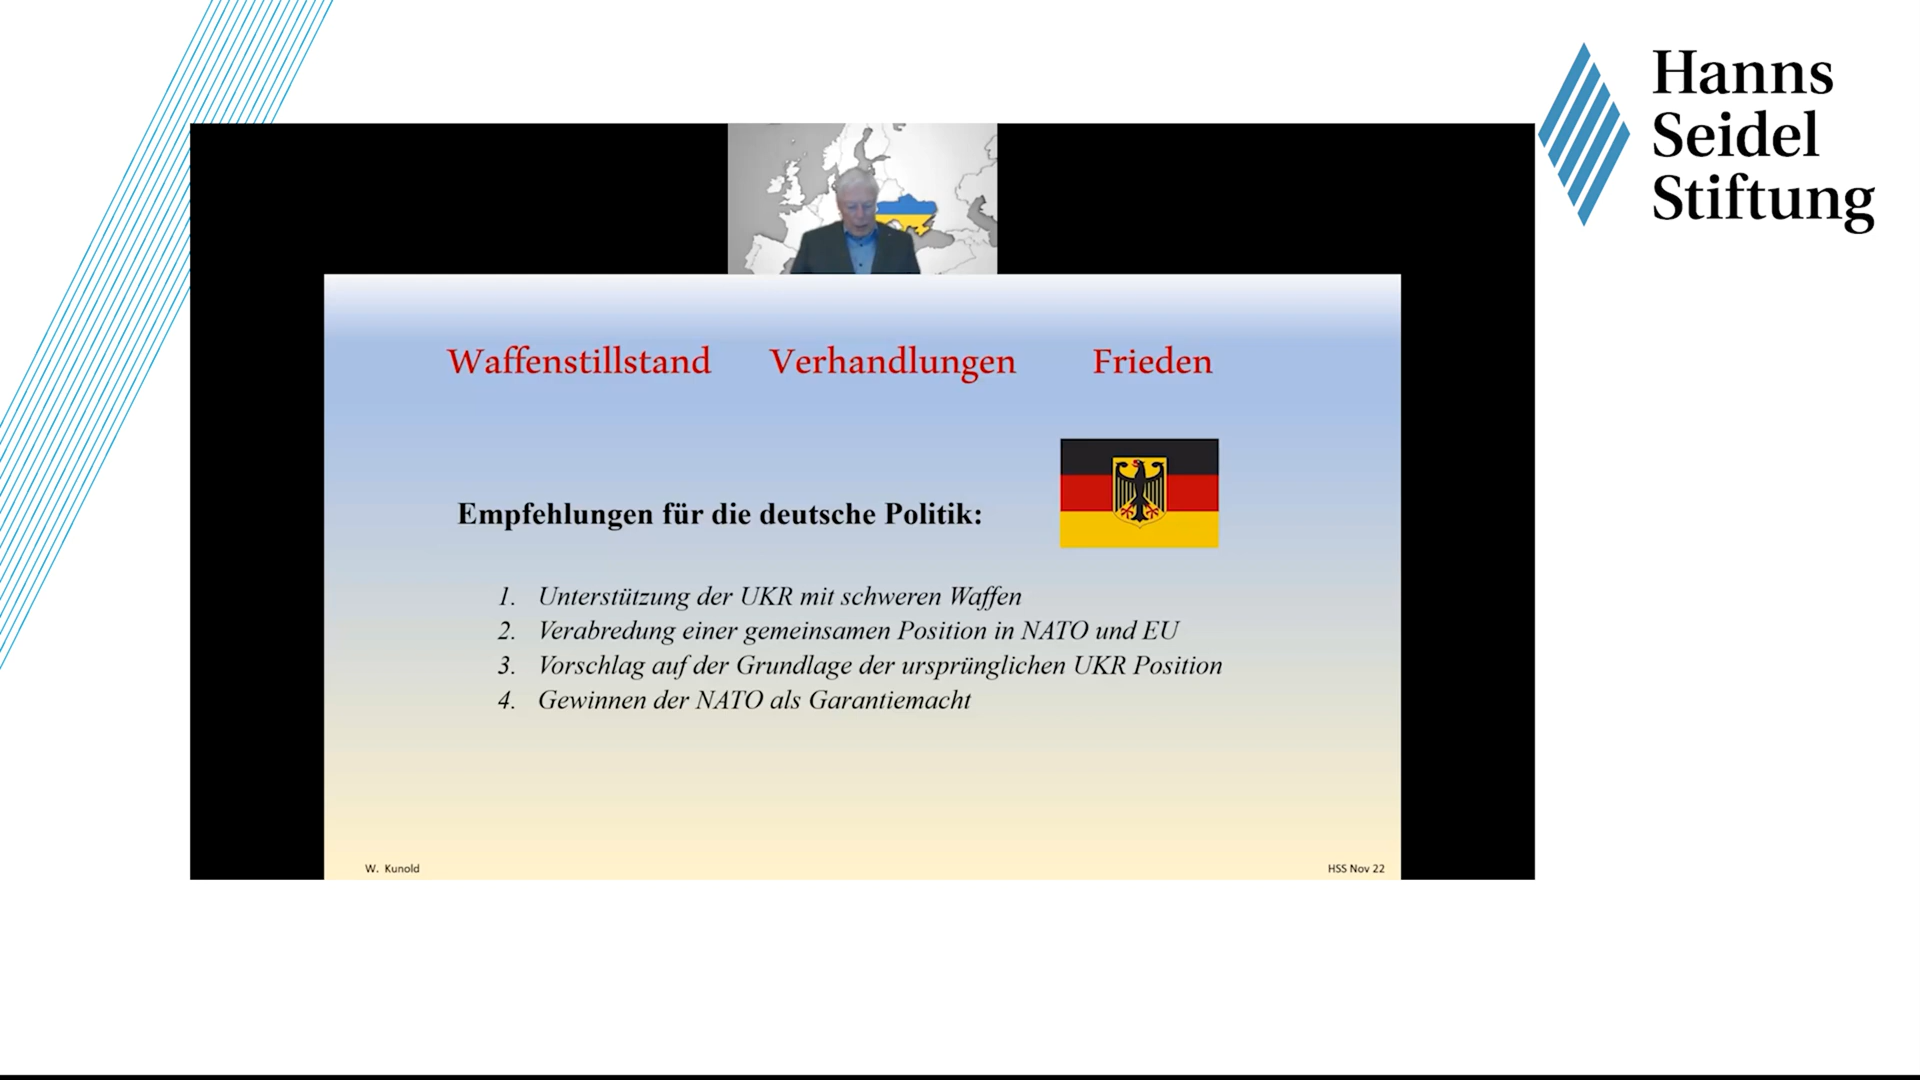 Hanns
Seidel
Stiftung
Waffenstillstand Verhandlungen Frieden
Empfehlungen für die deutsche Politik:
1. Unterstützung der UKR mit schweren Waffen
2. Verabredung einer gemeinsamen Position in NATO und EU
3. Vorschlag auf der Grundlage der ursprünglichen UKR Position
4. Gewinnen der NATO als Garantiemacht
W. Kunold HSS Nov 22